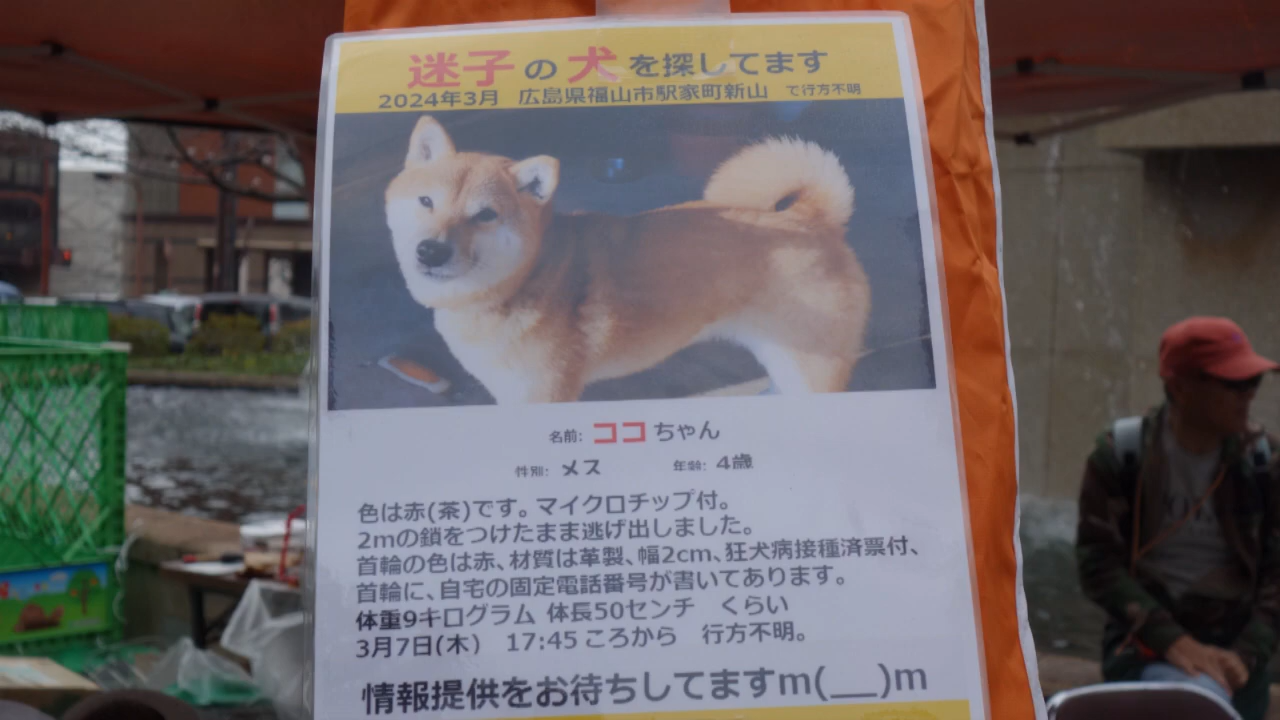 迷子の犬を探してます
2024年3月 広島県福山市駅家町新山 で行方不明
名前: ココちゃん
性別: メス 年齢: 4歳
色は赤(茶)です。マイクロチップ付。
2mの鎖をつけたまま逃げ出しました。
首輪の色は赤、材質は革製、幅2cm、狂犬病接種済票付、
首輪に、自宅の固定電話番号が書いてあります。
体重9キログラム 体長50センチ くらい
3月7日(木) 17:45ころから 行方不明。
情報提供をお待ちしてますm(__)m